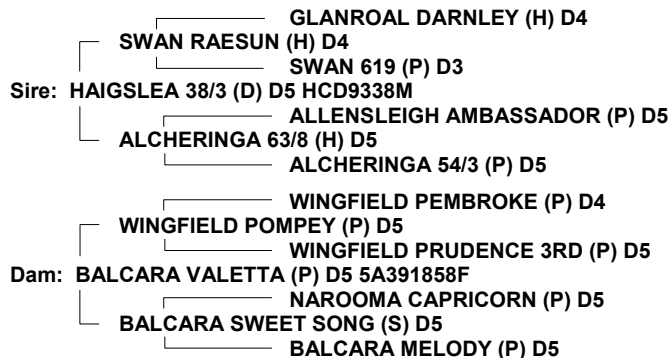 GLANROAL DARNLEY (H) D4
SWAN RAESUN (H) D4
SWAN 619 (P) D3
Sire: HAIGSLEA 38/3 (D) D5 HCD9338M
ALLENSLEIGH AMBASSADOR (P) D5
ALCHERINGA 63/8 (H) D5
ALCHERINGA 54/3 (P) D5
WINGFIELD PEMBROKE (P) D4
WINGFIELD POMPEY (P) D5
WINGFIELD PRUDENCE 3RD (P) D5
Dam: BALCARA VALETTA (P) D5 5A391858F
NAROOMA CAPRICORN (P) D5
BALCARA SWEET SONG (S) D5
BALCARA MELODY (P) D5